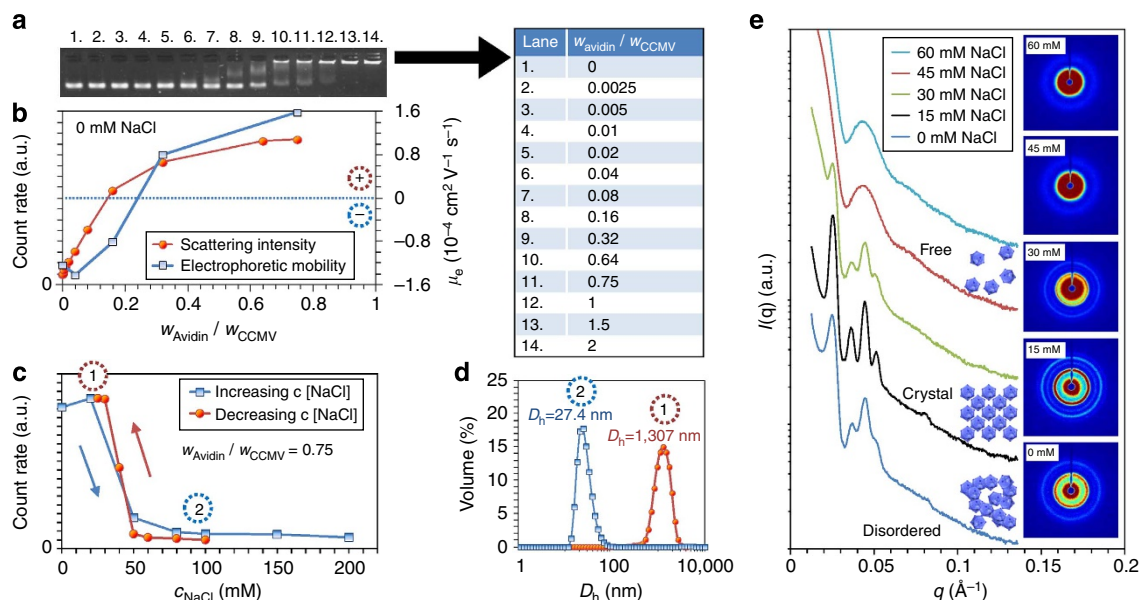 a
1. 2. 3. 4. 5. 6. 7. 8. 9. 10. 11. 12. 13. 14.
Lane w_avidin / w_CCMV
1. 0
2. 0.0025
3. 0.005
4. 0.01
5. 0.02
6. 0.04
7. 0.08
8. 0.16
9. 0.32
10. 0.64
11. 0.75
12. 1
13. 1.5
14. 2
b
0 mM NaCl
Count rate (a.u.)
0
1.6
0.8
0
−0.8
−1.6
μe (10⁻⁴ cm² V⁻¹ s⁻¹)
+
−
Scattering intensity
Electrophoretic mobility
0 0.2 0.4 0.6 0.8 1
w_Avidin / w_CCMV
c
Count rate (a.u.)
0
1
2
Increasing c [NaCl]
Decreasing c [NaCl]
w_Avidin / w_CCMV = 0.75
0 50 100 150 200
c_NaCl (mM)
d
Volume (%)
25
20
15
10
5
0
2
D_h=27.4 nm
1
D_h=1,307 nm
1 100 10,000
D_h (nm)
e
I(q) (a.u.)
60 mM NaCl
45 mM NaCl
30 mM NaCl
15 mM NaCl
0 mM NaCl
Free
Crystal
Disordered
60 mM
45 mM
30 mM
15 mM
0 mM
0 0.05 0.1 0.15 0.2
q (Å⁻¹)